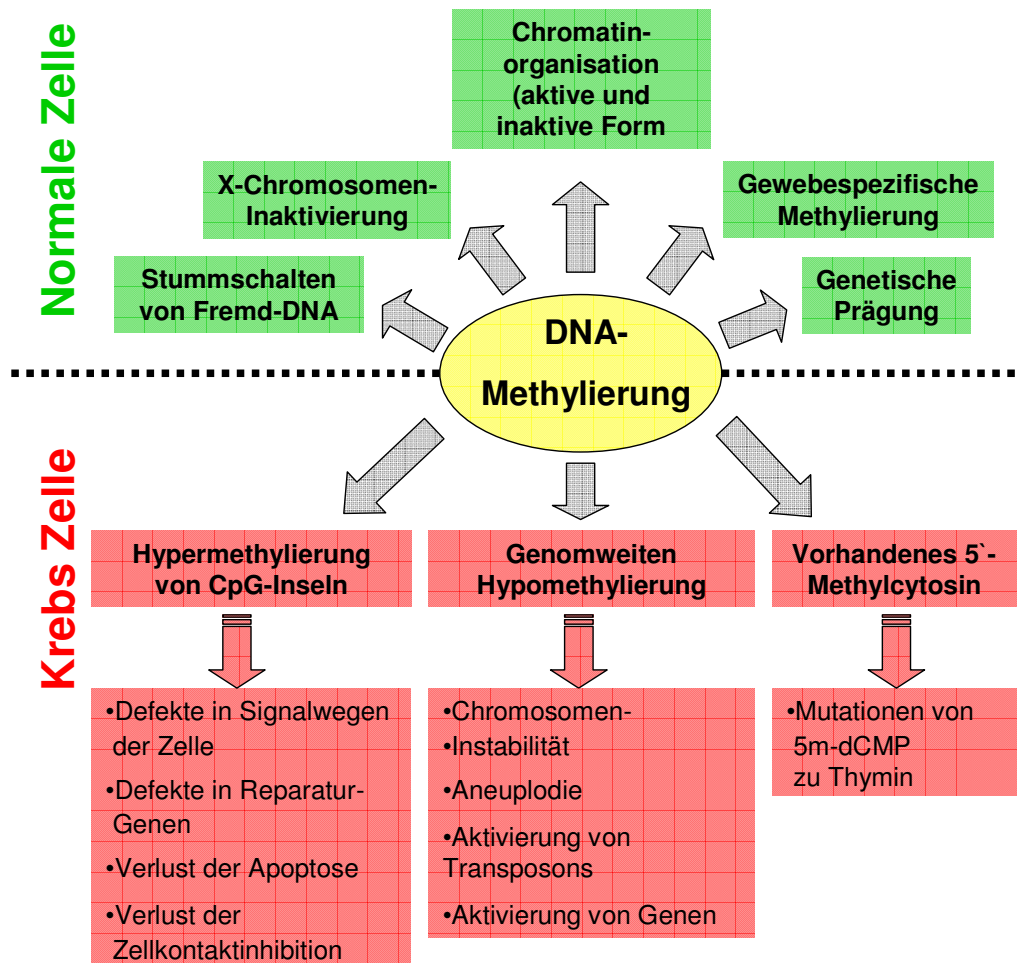 Normale Zelle
Chromatin-
organisation
(aktive und
inaktive Form
X-Chromosomen-
Inaktivierung
Gewebespezifische
Methylierung
Stummschalten
von Fremd-DNA
Genetische
Prägung
DNA-
Methylierung
Krebs Zelle
Hypermethylierung
von CpG-Inseln
Genomweiten
Hypomethylierung
Vorhandenes 5`-
Methylcytosin
•Defekte in Signalwegen
der Zelle
•Defekte in Reparatur-
Genen
•Verlust der Apoptose
•Verlust der
Zellkontaktinhibition
•Chromosomen-
•Instabilität
•Aneuplodie
•Aktivierung von
Transposons
•Aktivierung von Genen
•Mutationen von
5m-dCMP
zu Thymin